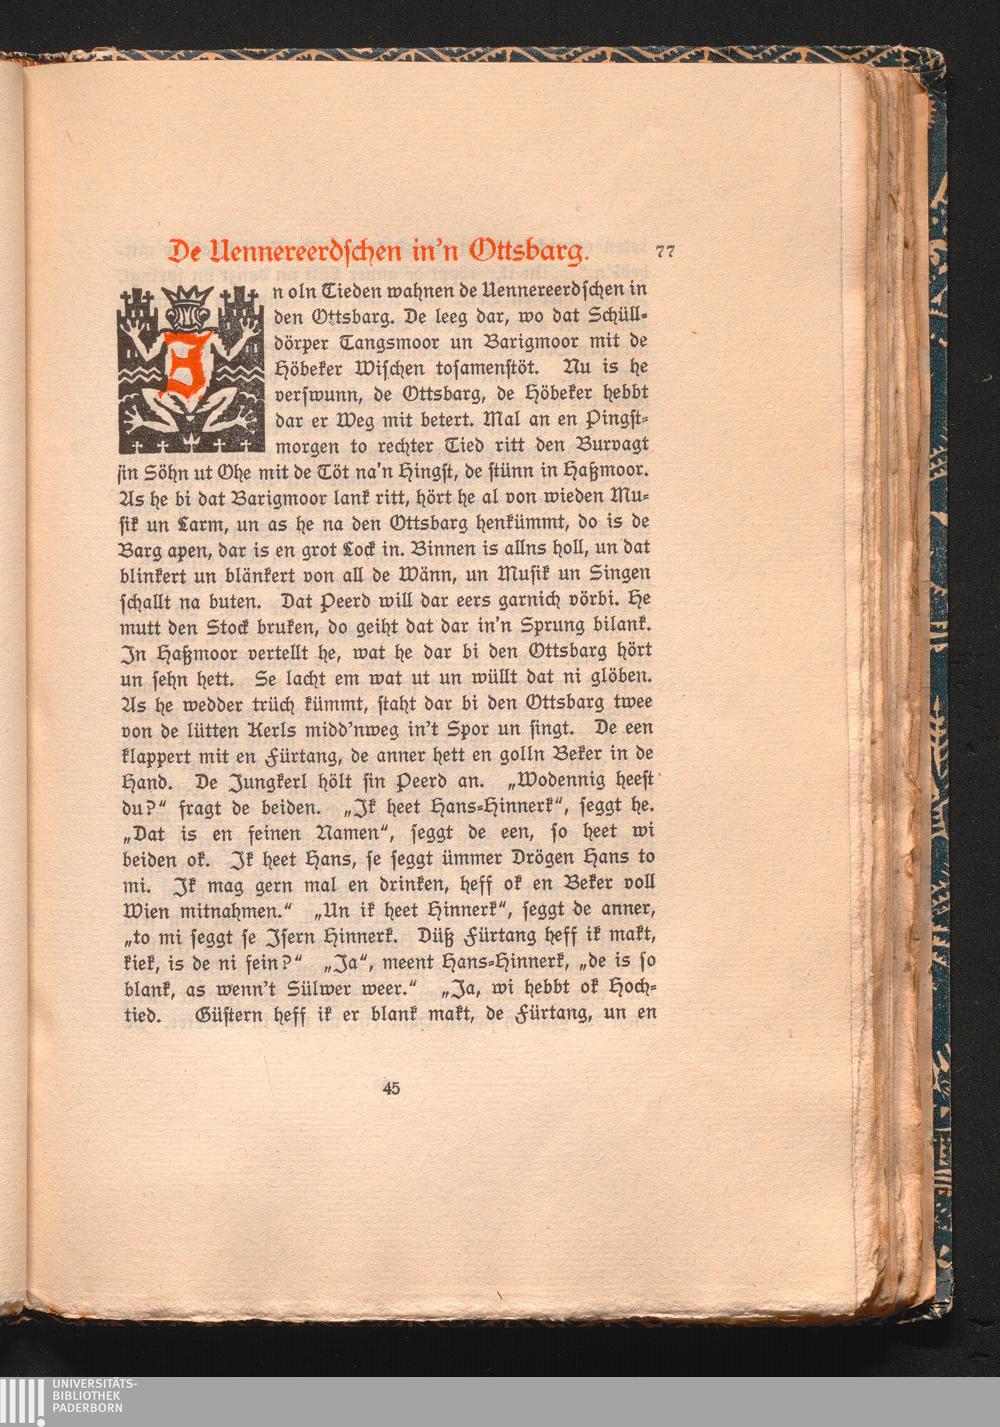 De Uennereerdschen in'n Ottsbarg. 77
In oln Tieden wahnen de Uennereerdschen in
den Ottsbarg. De leeg dar, wo dat Schüll-
dörper Tangsmoor un Barigmoor mit de
Höbeker Wischen tosamenstöt. Nu is he
verswunn, de Ottsbarg, de Höbeker hebbt
dar er Weg mit betert. Mal an en Pingst-
morgen to rechter Tied ritt den Burvagt
sin Söhn ut Ohe mit de Töt na'n Hingst, de stünn in Haßmoor.
As he bi dat Barigmoor lank ritt, hört he al von wieden Mu-
sik un Larm, un as he na den Ottsbarg henkümmt, do is de
Barg apen, dar is en grot Lock in. Binnen is allns holl, un dat
blinkert un blänkert von all de Wänn, un Musik un Singen
schallt na buten. Dat Peerd will dar eers garnich vörbi. He
mutt den Stock bruken, do geiht dat dar in'n Sprung bilank.
In Haßmoor vertellt he, wat he dar bi den Ottsbarg hört
un sehn hett. Se lacht em wat ut un wüllt dat ni glöben.
As he wedder trüch kümmt, staht dar bi den Ottsbarg twee
von de lütten Kerls midd'nweg in't Spor un singt. De een
klappert mit en Fürtang, de anner hett en golln Beker in de
Hand. De Jungkerl hölt sin Peerd an. „Wodennig heest
du?“ fragt de beiden. „Ik heet Hans-Hinnerk“, seggt he.
„Dat is en feinen Namen“, seggt de een, so heet wi
beiden ok. Ik heet Hans, se seggt ümmer Drögen Hans to
mi. Ik mag gern mal en drinken, heff ok en Beker voll
Wien mitnahmen.“ „Un ik heet Hinnerk“, seggt de anner,
„to mi seggt se Isern Hinnerk. Düß Fürtang heff ik makt,
kiek, is de ni fein?“ „Ja“, meent Hans-Hinnerk, „de is so
blank, as wenn't Sülwer weer.“ „Ja, wi hebbt ok Hoch-
tied. Güstern heff ik er blank makt, de Fürtang, un en
45
UNIVERSITÄTS-
BIBLIOTHEK
PADERBORN